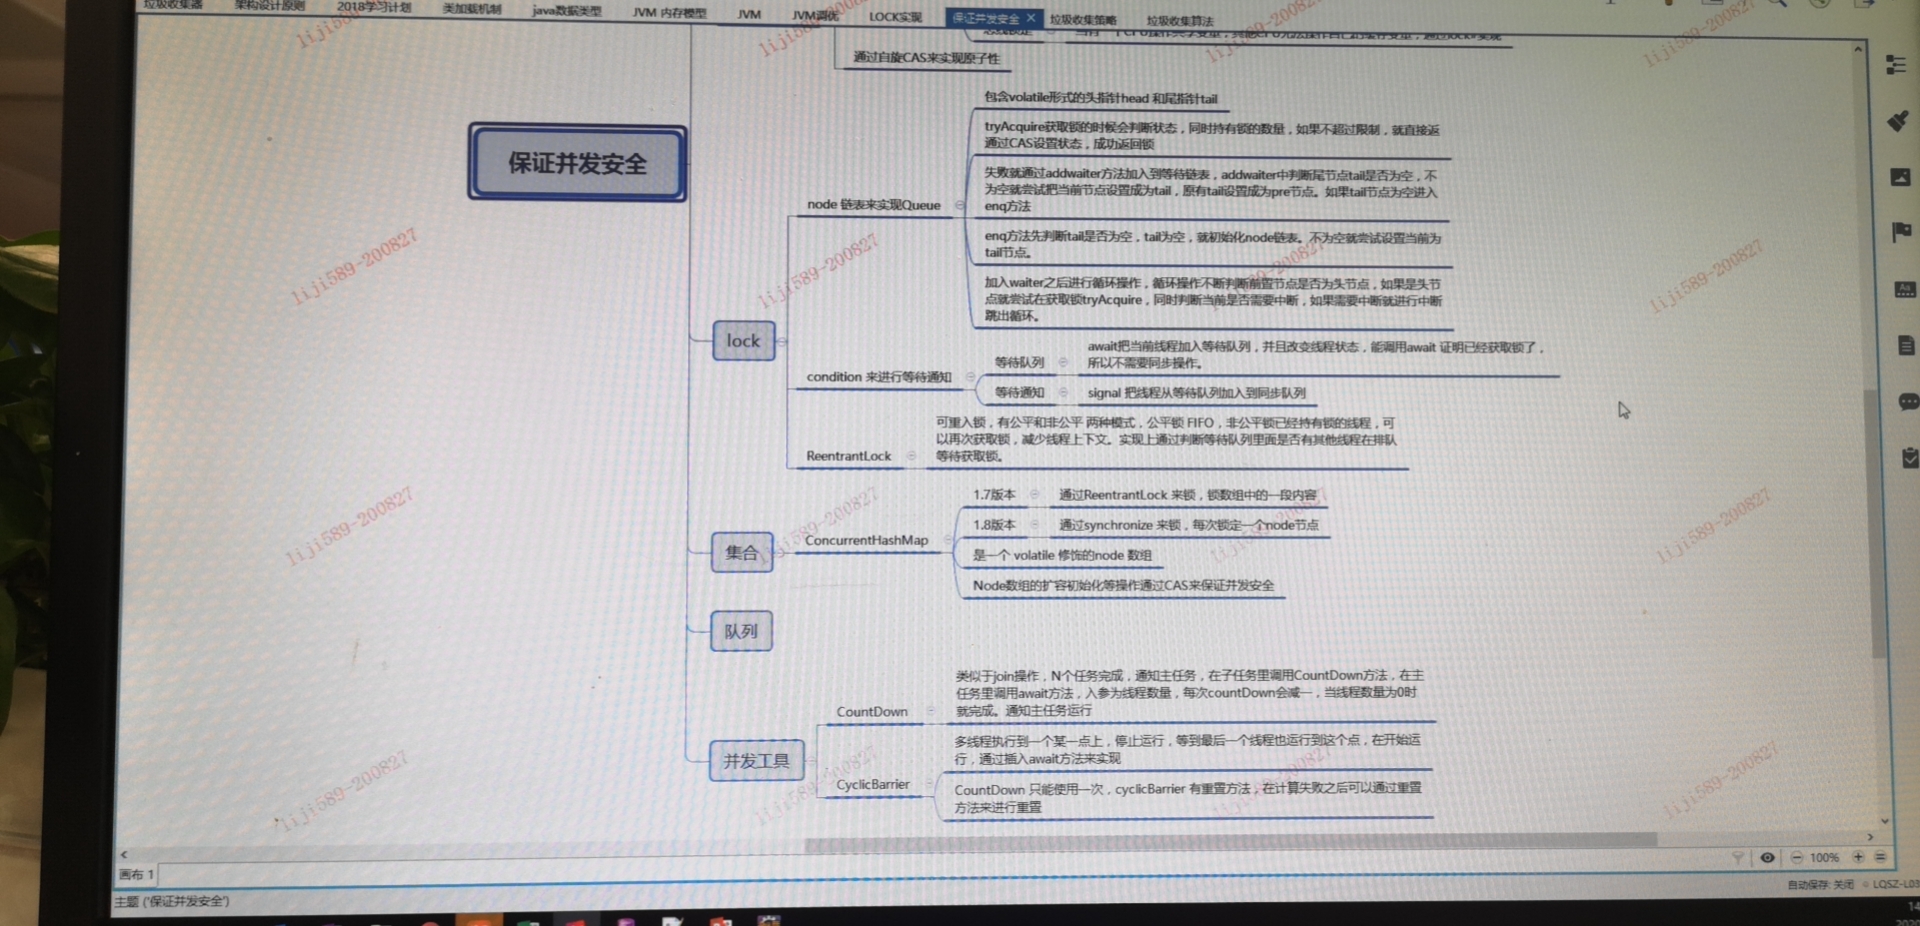 垃圾收集器 架构设计原则 2018学习计划 类加载机制 java数据类型 JVM 内存模型 JVM JVM调优 LOCK实现 保证并发安全 垃圾收集策略 垃圾收集算法
通过自旋CAS来实现原子性
保证并发安全
lock
node 链表来实现Queue
包含volatile形式的头指针head 和尾指针tail
tryAcquire获取锁的时候会判断状态，同时持有锁的数量，如果不超过限制，就直接返
通过CAS设置状态，成功返回锁
失败就通过addwaiter方法加入到等待链表，addwaiter中判断尾节点tail是否为空，不
为空就尝试把当前节点设置成为tail，原有tail设置成为pre节点。如果tail节点为空进入
enq方法
enq方法先判断tail是否为空，tail为空，就初始化node链表。不为空就尝试设置当前为
tail节点。
加入waiter之后进行循环操作，循环操作不断判断前置节点是否为头节点，如果是头节
点就尝试在获取锁tryAcquire，同时判断当前是否需要中断，如果需要中断就进行中断
跳出循环。
condition 来进行等待通知
等待队列
await把当前线程加入等待队列，并且改变线程状态，能调用await 证明已经获取锁了，
所以不需要同步操作。
等待通知
signal 把线程从等待队列加入到同步队列
ReentrantLock
可重入锁，有公平和非公平 两种模式，公平锁 FIFO，非公平锁已经持有锁的线程，可
以再次获取锁，减少线程上下文。实现上通过判断等待队列里面是否有其他线程在排队
等待获取锁。
集合
ConcurrentHashMap
1.7版本
通过ReentrantLock 来锁，锁数组中的一段内容
1.8版本
通过synchronize 来锁，每次锁定一个node节点
是一个 volatile 修饰的node 数组
Node数组的扩容初始化等操作通过CAS来保证并发安全
队列
并发工具
CountDown
类似于join操作，N个任务完成，通知主任务，在子任务里调用CountDown方法，在主
任务里调用await方法，入参为线程数量，每次countDown会减一，当线程数量为0时
就完成。通知主任务运行
CyclicBarrier
多线程执行到一个某一点上，停止运行，等到最后一个线程也运行到这个点，在开始运
行，通过插入await方法来实现
CountDown 只能使用一次，cyclicBarrier 有重置方法，在计算失败之后可以通过重置
方法来进行重置
liji589-200827
liji589-200827
liji589-200827
liji589-200827
liji589-200827
liji589-200827
liji589-200827
liji589-200827
liji589-200827
liji589-200827
画布 1
100%
自动保存: 关闭
主题 ('保证并发安全')